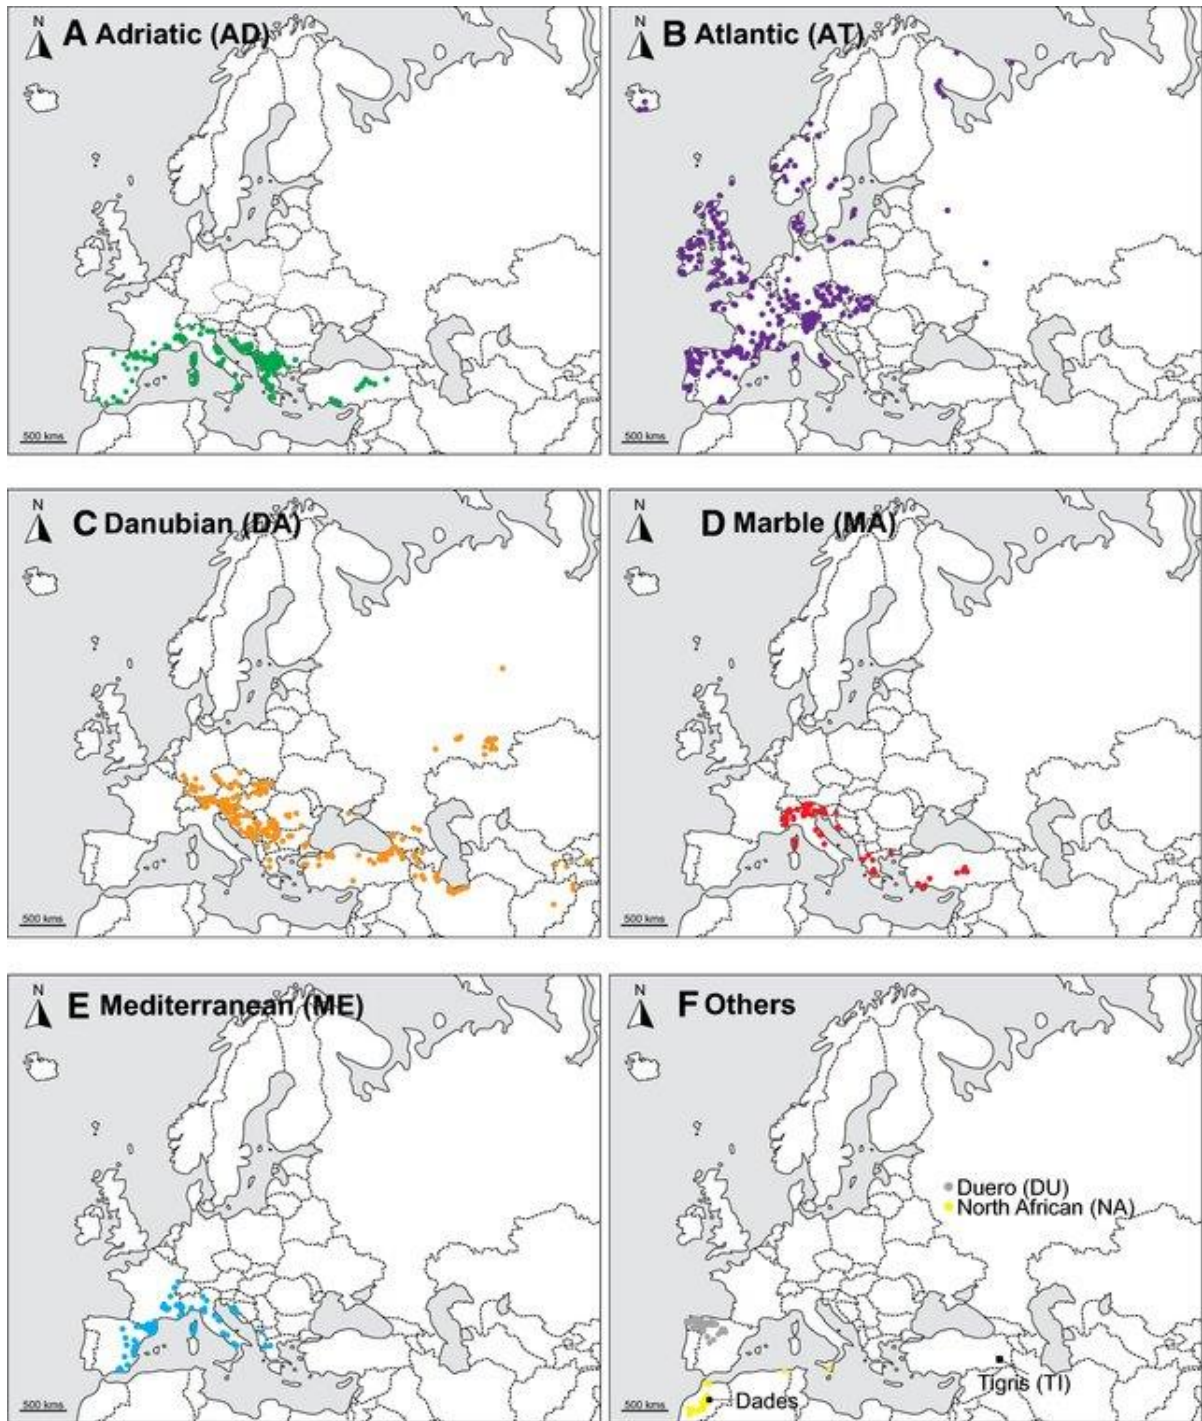 N
A Adriatic (AD)
500 kms
N
B Atlantic (AT)
500 kms
N
C Danubian (DA)
500 kms
N
D Marble (MA)
500 kms
N
E Mediterranean (ME)
500 kms
N
F Others
Duero (DU)
North African (NA)
Tigris (TI)
Dades
500 kms